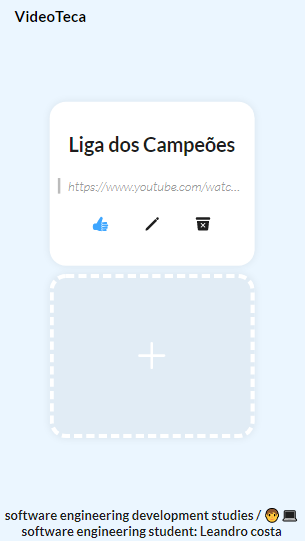 VideoTeca
Liga dos Campeões
https://www.youtube.com/watc...
software engineering development studies / 🧑💻
software engineering student: Leandro costa